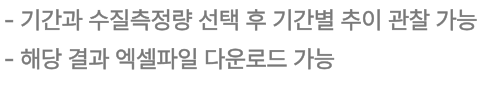 - 기간과 수질측정량 선택 후 기간별 추이 관찰 가능
- 해당 결과 엑셀파일 다운로드 가능